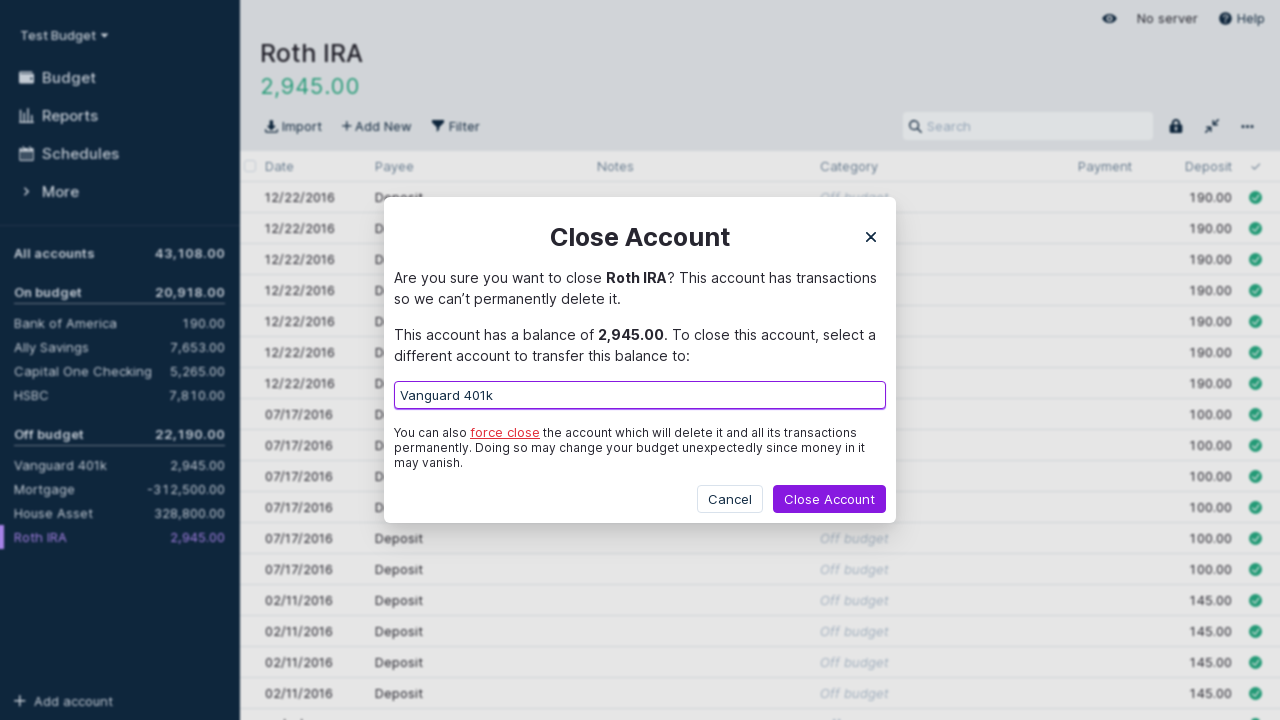 Test Budget
Budget
Reports
Schedules
More
All accounts 43,108.00
On budget 20,918.00
Bank of America 190.00
Ally Savings 7,653.00
Capital One Checking 5,265.00
HSBC 7,810.00
Off budget 22,190.00
Vanguard 401k 2,945.00
Mortgage -312,500.00
House Asset 328,800.00
Roth IRA 2,945.00
Add account
No server Help
Roth IRA
2,945.00
Import Add New Filter Search
Date Payee Notes Category Payment Deposit
12/22/2016 Deposit Off budget 190.00
12/22/2016 190.00
12/22/2016 190.00
12/22/2016 190.00
12/22/2016 190.00
12/22/2016 190.00
12/22/2016 190.00
07/17/2016 100.00
07/17/2016 100.00
07/17/2016 100.00
07/17/2016 100.00
07/17/2016 Deposit Off budget 100.00
07/17/2016 Deposit Off budget 100.00
02/11/2016 Deposit Off budget 145.00
02/11/2016 Deposit Off budget 145.00
02/11/2016 Deposit Off budget 145.00
02/11/2016 Deposit Off budget 145.00
Close Account
Are you sure you want to close Roth IRA? This account has transactions
so we can’t permanently delete it.
This account has a balance of 2,945.00. To close this account, select a
different account to transfer this balance to:
Vanguard 401k
You can also force close the account which will delete it and all its transactions
permanently. Doing so may change your budget unexpectedly since money in it
may vanish.
Cancel Close Account